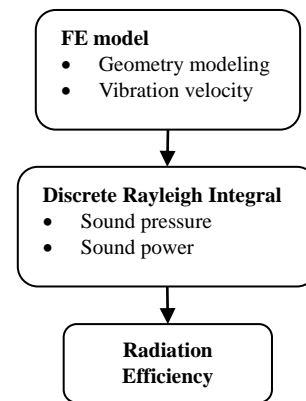 FE model
• Geometry modeling
• Vibration velocity
Discrete Rayleigh Integral
• Sound pressure
• Sound power
Radiation
Efficiency